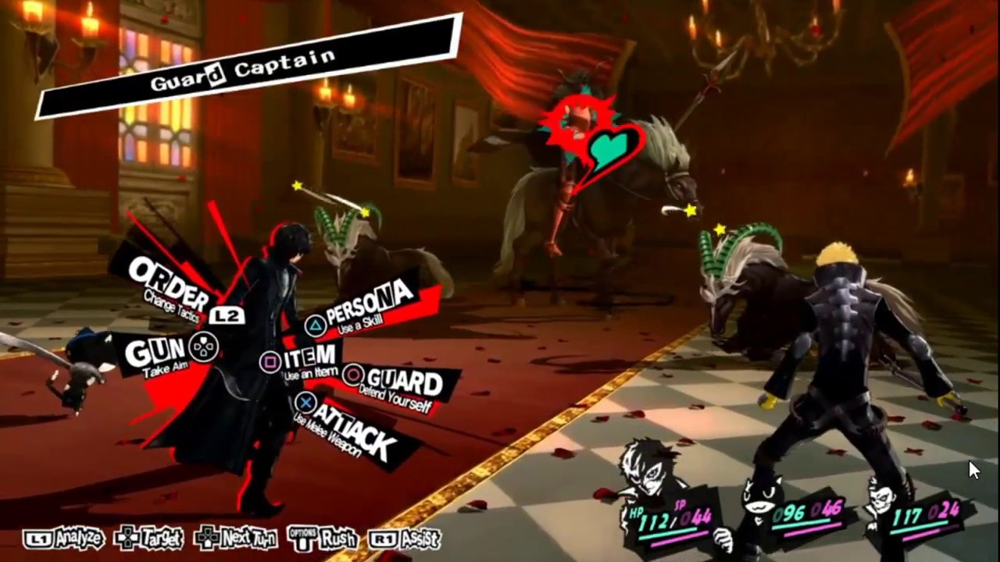 Guard Captain
ORDER
Change Tactics
L2
GUN
Take Aim
PERSONA
Use a Skill
ITEM
Use an Item
GUARD
Defend Yourself
ATTACK
Use Melee Weapon
HP 112/ SP 044
096 046
117 024
L1 Analyze Target Next Turn OPTIONS Rush R1 Assist